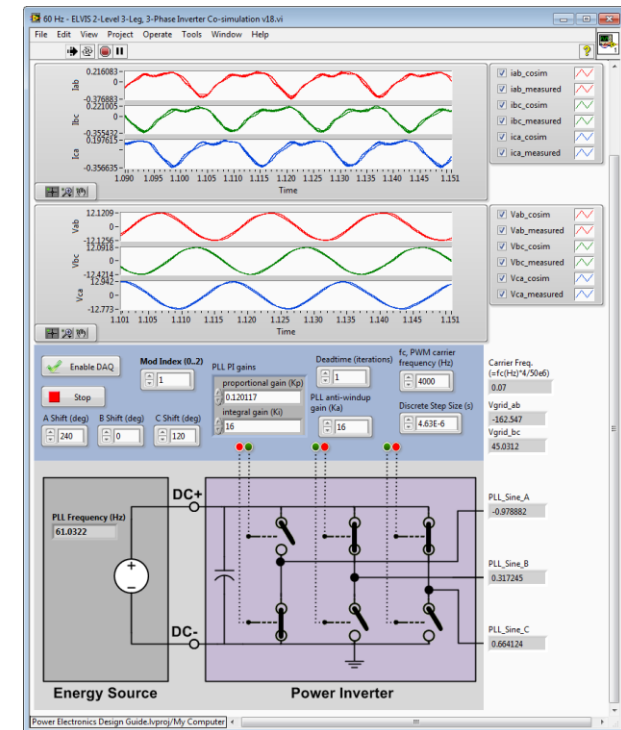 60 Hz - ELVIS 2-Level 3-Leg, 3-Phase Inverter Co-simulation v18.vi
File Edit View Project Operate Tools Window Help
Iab
0.216083
0
-0.376883
Ibc
0.221005
0
-0.355432
Ica
0.197615
-0.356635
1.090 1.095 1.100 1.105 1.110 1.115 1.120 1.125 1.130 1.135 1.140 1.145 1.151
Time
iab_cosim
iab_measured
ibc_cosim
ibc_measured
ica_cosim
ica_measured
Vab
12.1209
0
-12.1256
Vbc
12.0918
0
-12.4214
Vca
12.942
0
-12.773
1.101 1.105 1.110 1.115 1.120 1.125 1.130 1.135 1.140 1.145 1.151
Time
Vab_cosim
Vab_measured
Vbc_cosim
Vbc_measured
Vca_cosim
Vca_measured
Enable DAQ
Stop
Mod Index (0..2)
1
A Shift (deg) B Shift (deg) C Shift (deg)
240 0 120
PLL PI gains
proportional gain (Kp)
0.120117
integral gain (Ki)
16
Deadtime (iterations)
1
PLL anti-windup
gain (Ka)
16
fc, PWM carrier
frequency (Hz)
4000
Discrete Step Size (s)
4.63E-6
Carrier Freq.
(=fc(Hz)*4/50e6)
0.07
Vgrid_ab
-162.547
Vgrid_bc
45.0312
PLL_Sine_A
-0.978882
PLL_Sine_B
0.317245
PLL_Sine_C
0.664124
DC+
PLL Frequency (Hz)
61.0322
DC-
Energy Source
Power Inverter
Power Electronics Design Guide.lvproj/My Computer